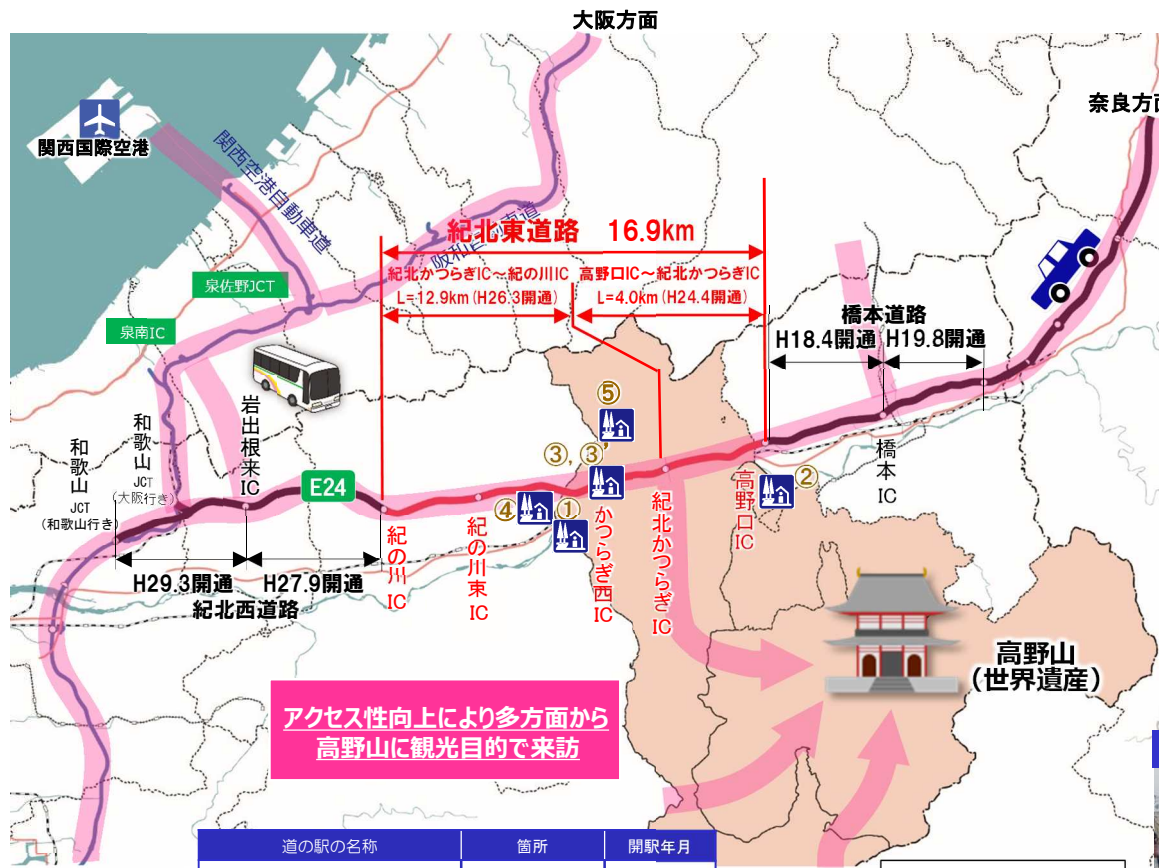 大阪方面
奈良方面
関西国際空港
関西空港自動車道
阪和自動車道
紀北東道路 16.9km
紀北かつらぎIC～紀の川IC
L=12.9km(H26.3開通)
高野口IC～紀北かつらぎIC
L=4.0km(H24.4開通)
泉佐野JCT
泉南IC
橋本道路
H18.4開通
H19.8開通
和歌山JCT
(和歌山行き)
和歌山JCT
(大阪行き)
岩出根来IC
E24
⑤
③, ③’
④
①
②
紀の川IC
紀の川東IC
かつらぎ西IC
紀北かつらぎIC
高野口IC
橋本IC
H29.3開通
H27.9開通
紀北西道路
高野山
(世界遺産)
アクセス性向上により多方面から
高野山に観光目的で来訪
道の駅の名称 箇所 開駅年月